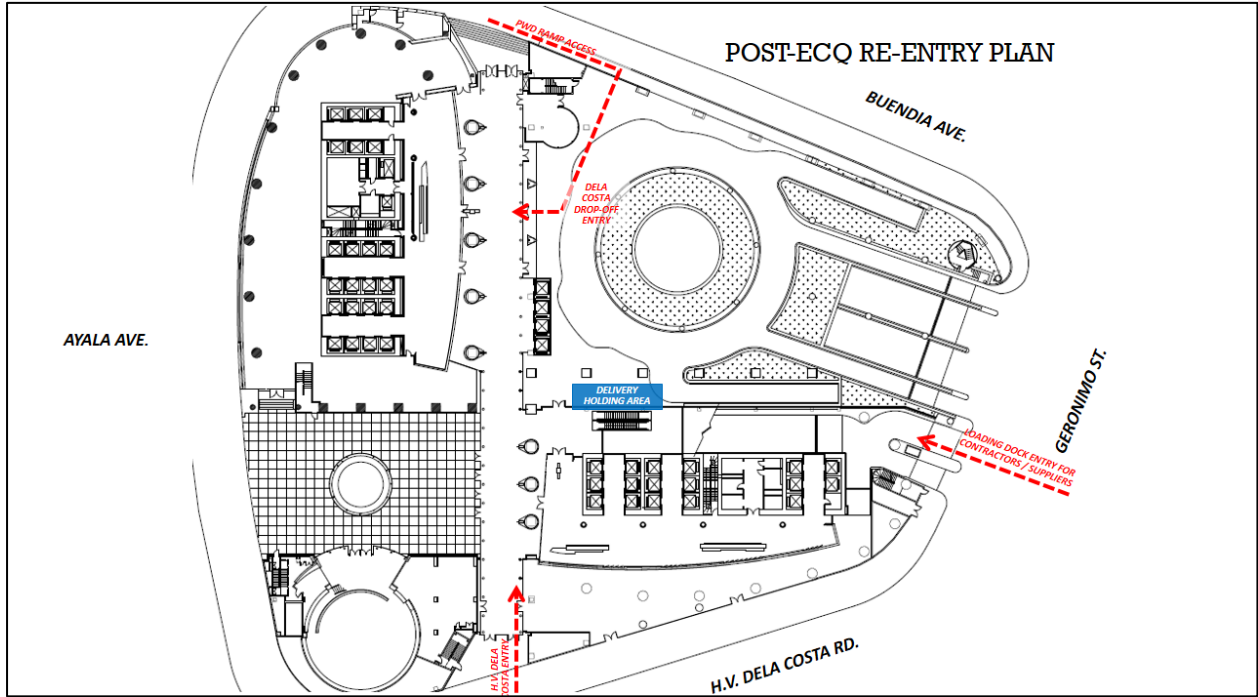 PWD RAMP ACCESS
POST-ECQ RE-ENTRY PLAN
BUENDIA AVE.
DELA
COSTA
DROP-OFF
ENTRY
AYALA AVE.
DELIVERY
HOLDING AREA
GERONIMO ST.
LOADING DOCK ENTRY FOR
CONTRACTORS / SUPPLIERS
H.V. DELA
COSTA ENTRY
H.V. DELA COSTA RD.